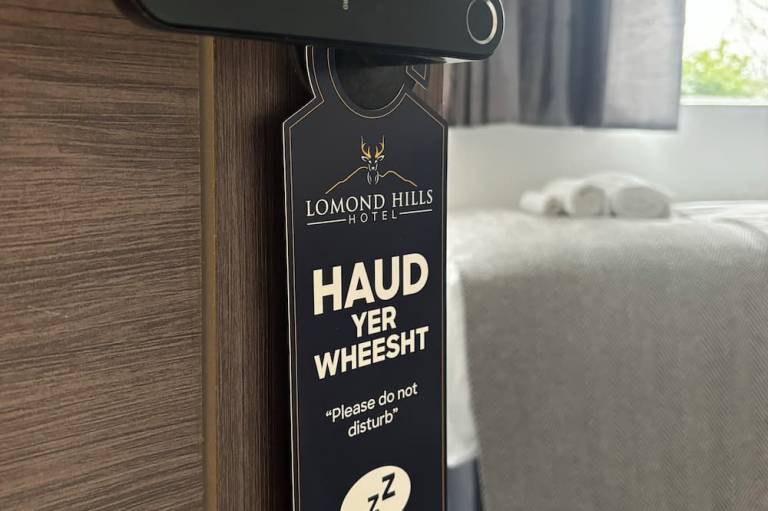 LOMOND HILLS
HOTEL
HAUD
YER
WHEESHT
“Please do not
disturb”
Z
Z